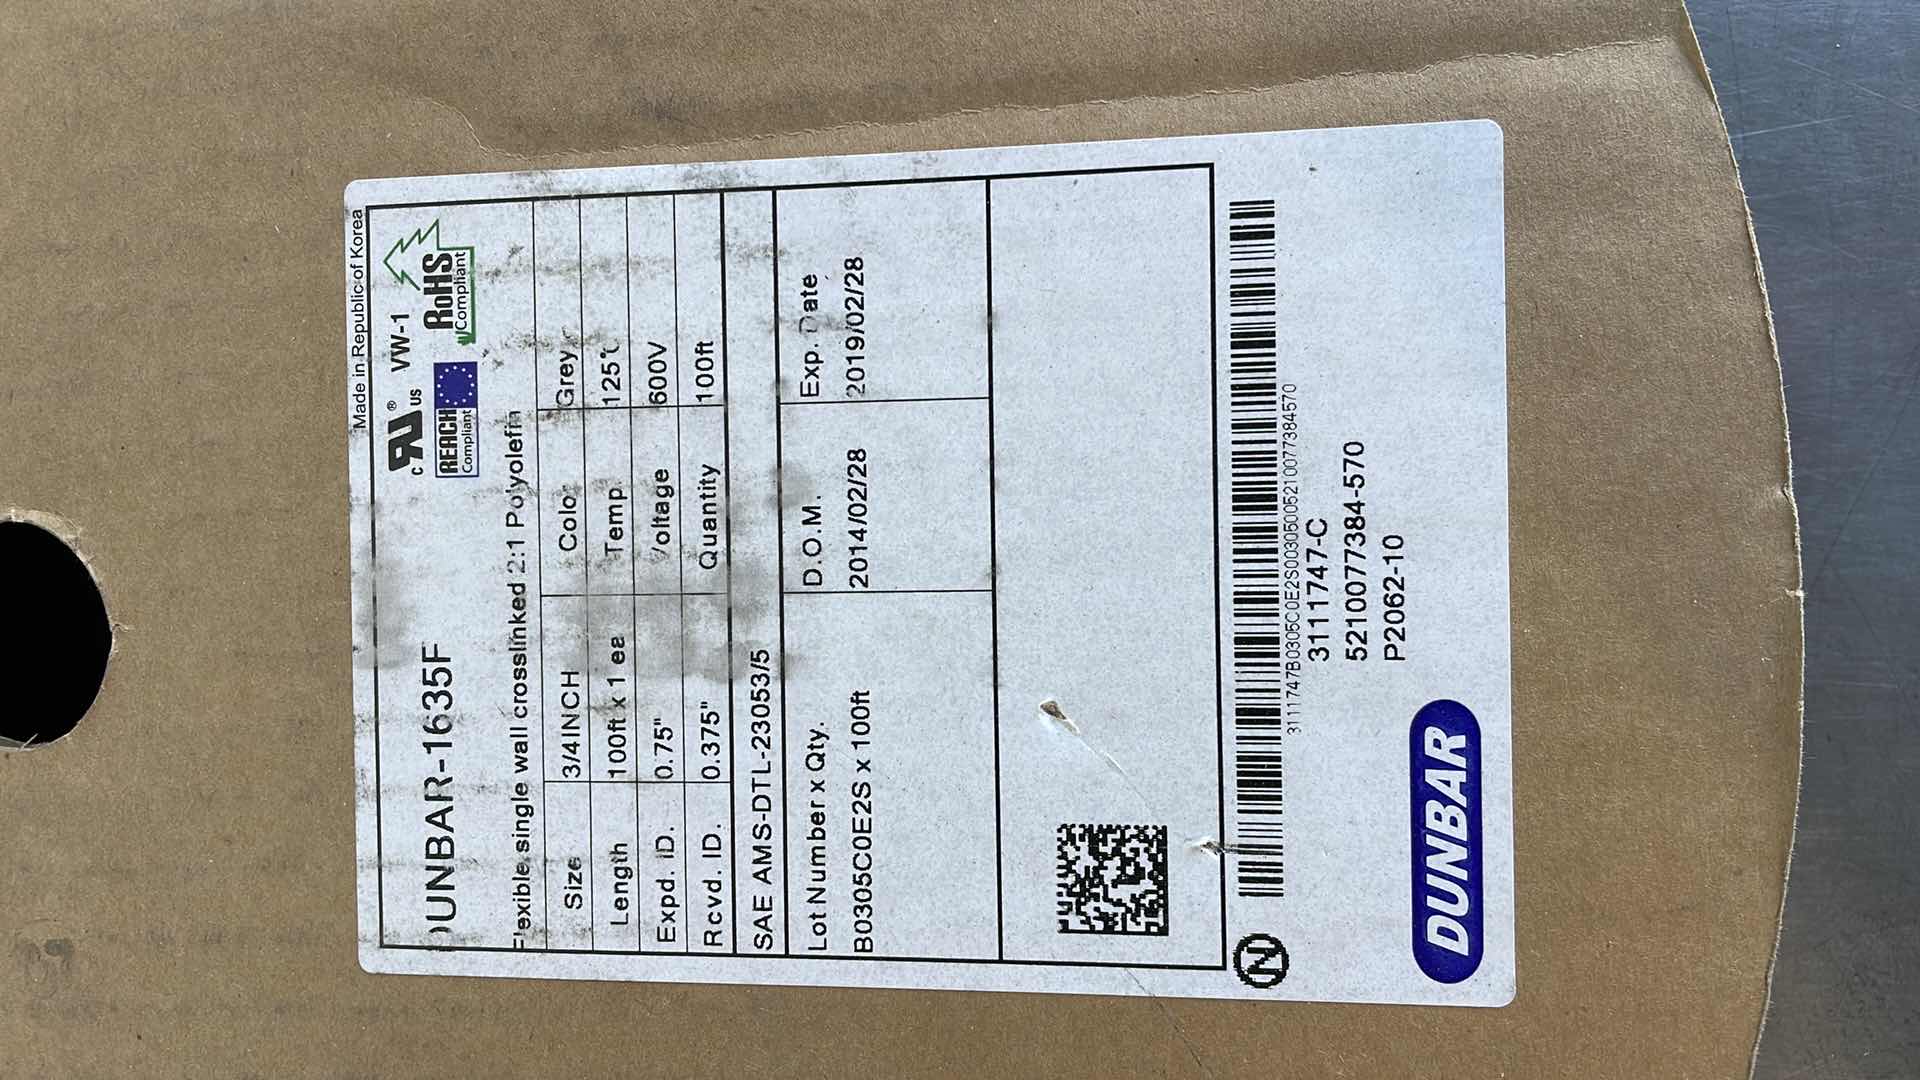 Made in Republic of Korea
DUNBAR-1635F
c UL® US VW-1
REACH Compliant
RoHS Compliant
Flexible single wall crosslinked 2:1 Polyolefin
Size 3/4INCH Color Grey
Length 100ft x 1 ea Temp. 125℃
Expd. ID. 0.75" Voltage 600V
Rcvd. ID. 0.375" Quantity 100ft
SAE AMS-DTL-23053/5
Lot Number x Qty. D.O.M. Exp. Date
B0305C0E2S x 100ft 2014/02/28 2019/02/28
N
3111747B0305C0E2S00305005210077384570
3111747-C
5210077384-570
P2062-10
DUNBAR